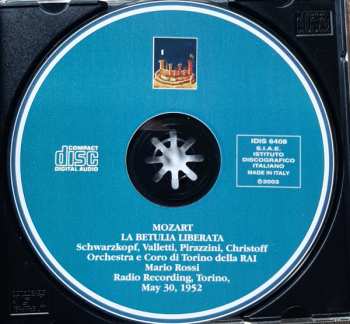 COMPACT
disc
DIGITAL AUDIO
IDIS 6408
S.I.A.E.
ISTITUTO
DISCOGRAFICO
ITALIANO
MADE IN ITALY
℗2003
MOZART
LA BETULIA LIBERATA
Schwarzkopf, Valletti, Pirazzini, Christoff
Orchestra e Coro di Torino della RAI
Mario Rossi
Radio Recording, Torino,
May 30, 1952